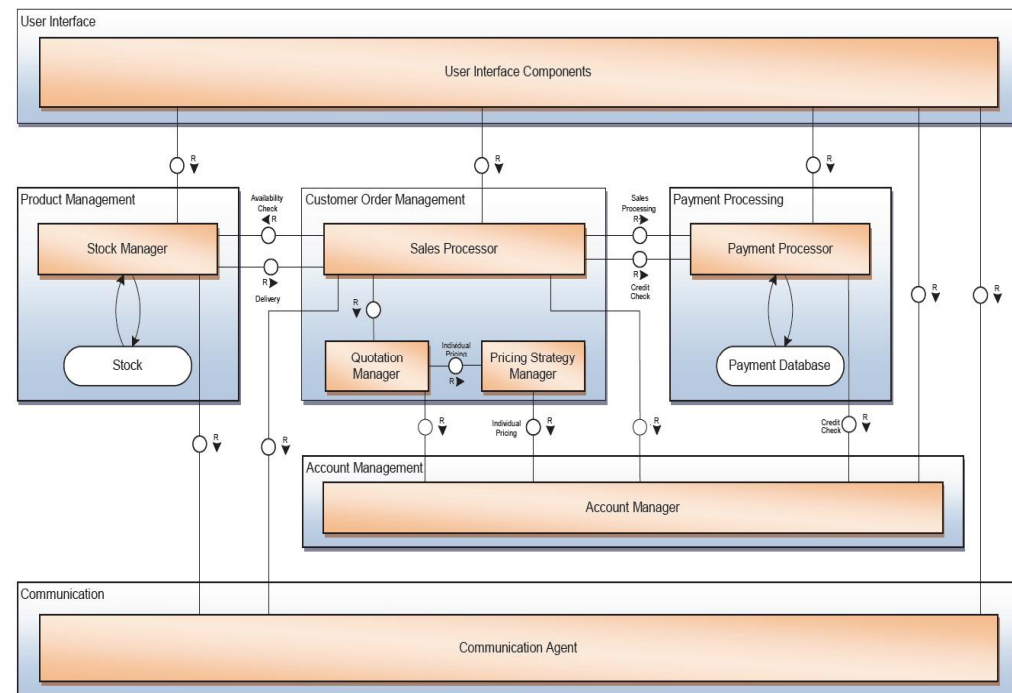 User Interface
User Interface Components
R
R
R
Product Management
Availability
Check
R
Customer Order Management
Sales
Processing
R
Payment Processing
Stock Manager
Sales Processor
Payment Processor
R
Delivery
R
Credit
Check
R
R
R
Stock
Quotation
Manager
Individual
Pricing
R
Pricing Strategy
Manager
Payment Database
R
R
R
Individual
Pricing
R
R
Credit
Check
R
Account Management
Account Manager
Communication
Communication Agent